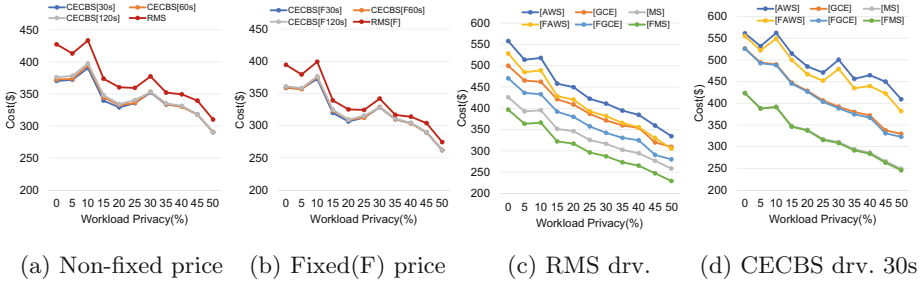 CECBS[30s] CECBS[60s]
CECBS[120s] RMS
450
400
350
300
250
200
Cost($)
0 5 10 15 20 25 30 35 40 45 50
Workload Privacy(%)
(a) Non-fixed price
CECBS[F30s] CECBS[F60s]
CECBS[F120s] RMS[F]
450
400
350
300
250
200
Cost($)
0 5 10 15 20 25 30 35 40 45 50
Workload Privacy(%)
(b) Fixed(F) price
[AWS] [GCE] [MS]
[FAWS] [FGCE] [FMS]
600
550
500
450
400
350
300
250
200
Cost($)
0 5 10 15 20 25 30 35 40 45 50
Workload Privacy(%)
(c) RMS drv.
[AWS] [GCE] [MS]
[FAWS] [FGCE] [FMS]
600
550
500
450
400
350
300
250
200
Cost($)
0 5 10 15 20 25 30 35 40 45 50
Workload Privacy(%)
(d) CECBS drv. 30s